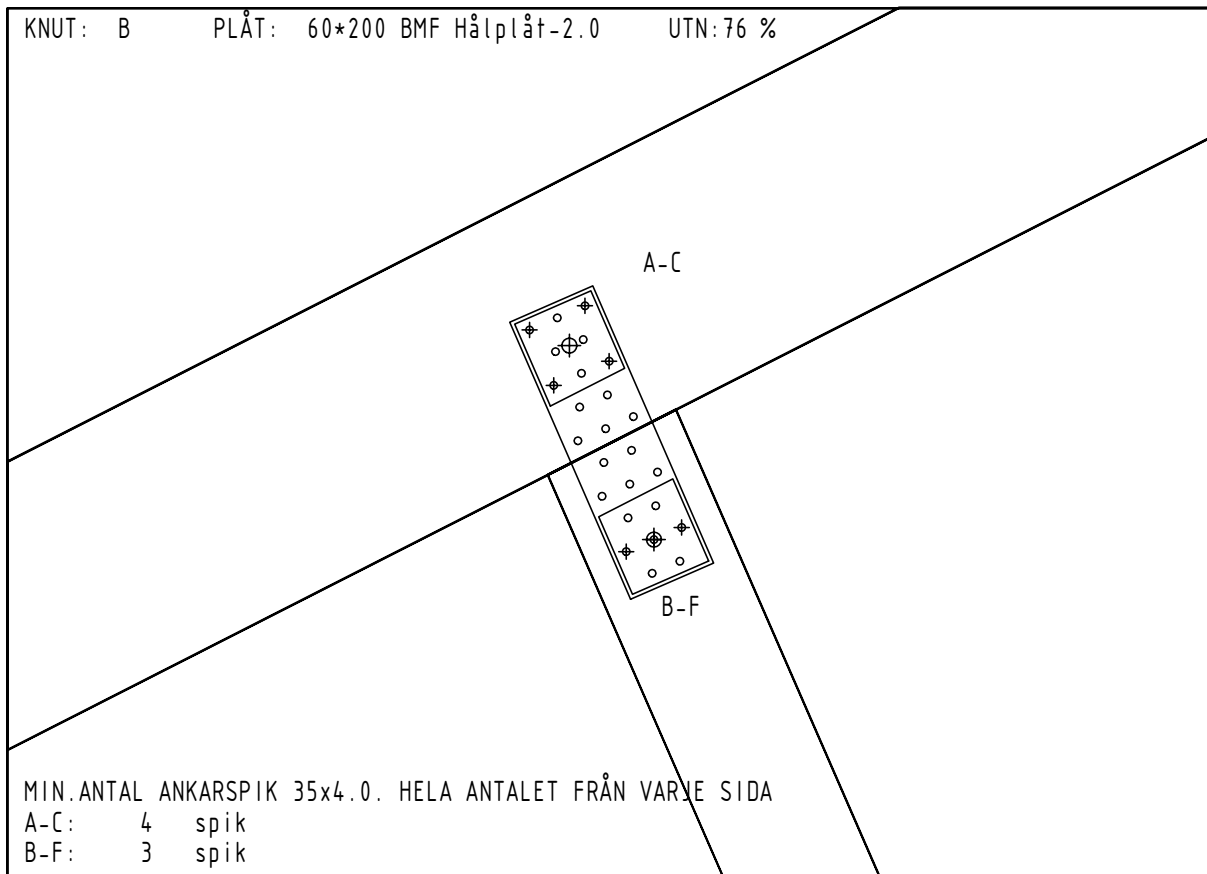 KNUT: B PLÅT: 60*200 BMF Hålplåt-2.0 UTN:76 %
A-C
B-F
MIN.ANTAL ANKARSPIK 35x4.0. HELA ANTALET FRÅN VARJE SIDA
A-C: 4 spik
B-F: 3 spik